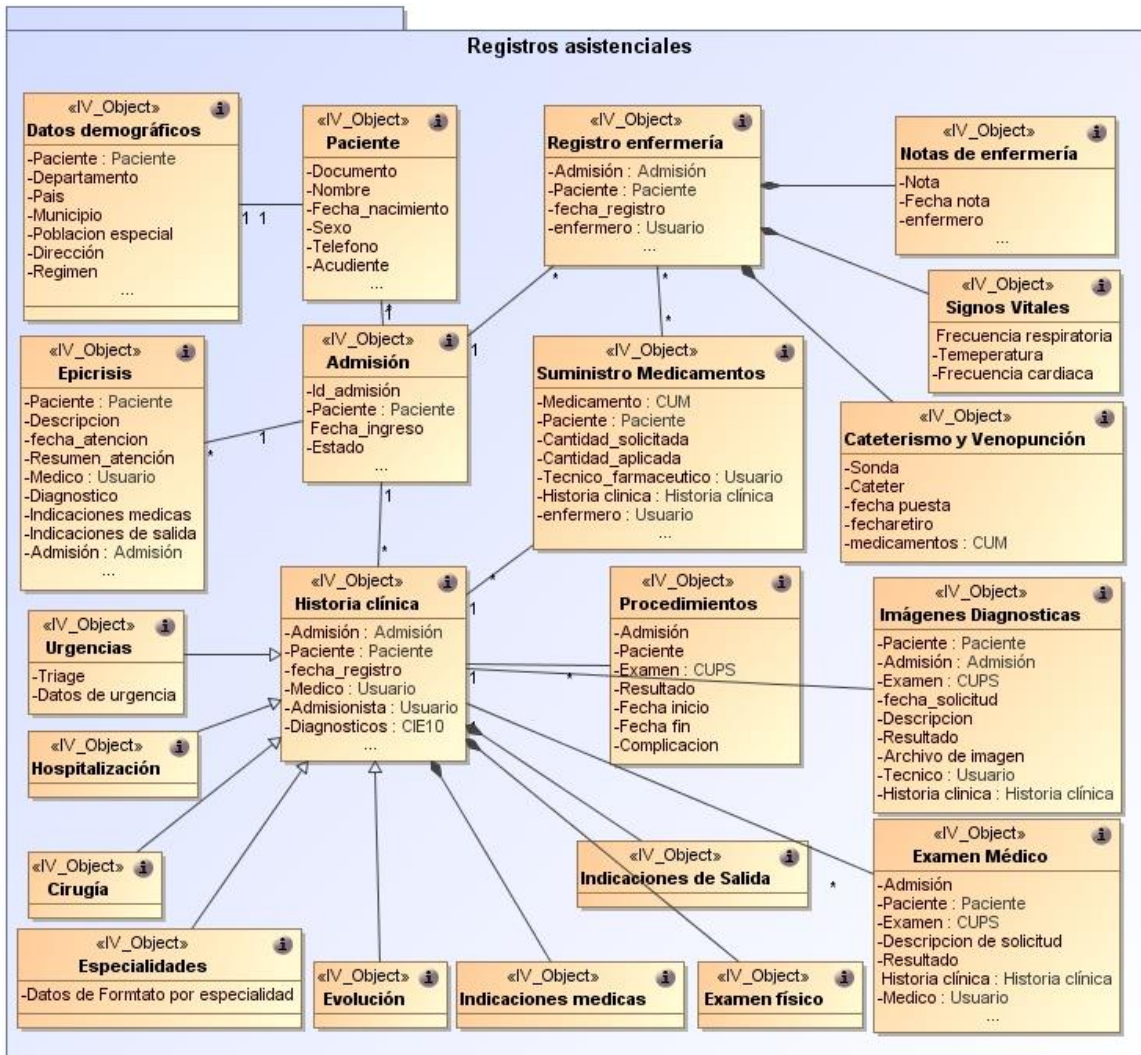 Registros asistenciales
«IV_Object»
Datos demográficos
-Paciente : Paciente
-Departamento
-Pais
-Municipio
-Poblacion especial
-Dirección
-Regimen
...
«IV_Object»
Paciente
-Documento
-Nombre
-Fecha_nacimiento
-Sexo
-Telefono
-Acudiente
...
«IV_Object»
Registro enfermería
-Admisión : Admisión
-Paciente : Paciente
-fecha_registro
-enfermero : Usuario
...
«IV_Object»
Notas de enfermería
-Nota
-Fecha nota
-enfermero
...
1 1
«IV_Object»
Signos Vitales
Frecuencia respiratoria
-Temeperatura
-Frecuencia cardiaca
*
1
*
1
*
*
«IV_Object»
Epicrisis
-Paciente : Paciente
-Descripcion
-fecha_atencion
-Resumen_atención
-Medico : Usuario
-Diagnostico
-Indicaciones medicas
-Indicaciones de salida
-Admisión : Admisión
...
«IV_Object»
Admisión
-Id_admisión
-Paciente : Paciente
Fecha_ingreso
-Estado
...
«IV_Object»
Suministro Medicamentos
-Medicamento : CUM
-Paciente : Paciente
-Cantidad_solicitada
-Cantidad_aplicada
-Tecnico_farmaceutico : Usuario
-Historia clinica : Historia clínica
-enfermero : Usuario
...
«IV_Object»
Cateterismo y Venopunción
-Sonda
-Cateter
-fecha puesta
-fecharetiro
-medicamentos : CUM
1
*
1
*
1
*
«IV_Object»
Urgencias
-Triage
-Datos de urgencia
«IV_Object»
Historia clínica
-Admisión : Admisión
-Paciente : Paciente
-fecha_registro
-Medico : Usuario
-Admisionista : Usuario
-Diagnosticos : CIE10
...
«IV_Object»
Procedimientos
-Admisión
-Paciente
-Examen : CUPS
-Resultado
-Fecha inicio
-Fecha fin
-Complicacion
«IV_Object»
Imágenes Diagnosticas
-Paciente : Paciente
-Admisión : Admisión
-Examen : CUPS
-fecha_solicitud
-Descripcion
-Resultado
-Archivo de imagen
-Tecnico : Usuario
-Historia clinica : Historia clínica
1
*
«IV_Object»
Hospitalización
«IV_Object»
Cirugía
«IV_Object»
Indicaciones de Salida
*
«IV_Object»
Examen Médico
-Admisión
-Paciente : Paciente
-Examen : CUPS
-Descripcion de solicitud
-Resultado
Historia clínica : Historia clínica
-Medico : Usuario
...
«IV_Object»
Especialidades
-Datos de Formtato por especialidad
«IV_Object»
Evolución
«IV_Object»
Indicaciones medicas
«IV_Object»
Examen físico